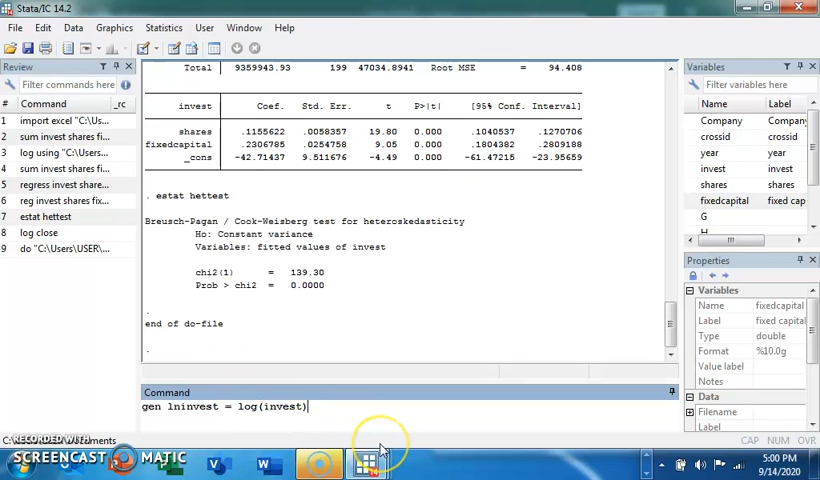 Stata/IC 14.2
File Edit Data Graphics Statistics User Window Help
Review
Filter commands here
# Command _rc
1 import excel "C:\Us...
2 sum invest shares fi...
3 log using "C:\Users...
4 sum invest shares fi...
5 regress invest share...
6 reg invest shares fix...
7 estat hettest
8 log close
9 do "C:\Users\USER\...
Total 9359943.93 199 47034.8941 Root MSE = 94.408
invest Coef. Std. Err. t P>|t| [95% Conf. Interval]
shares .1155622 .0058357 19.80 0.000 .1040537 .1270706
fixedcapital .2306785 .0254758 9.05 0.000 .1804382 .2809188
_cons -42.71437 9.511676 -4.49 0.000 -61.47215 -23.95659
. estat hettest
Breusch-Pagan / Cook-Weisberg test for heteroskedasticity
Ho: Constant variance
Variables: fitted values of invest
chi2(1) = 139.30
Prob > chi2 = 0.0000
.
end of do-file
.
Command
gen lninvest = log(invest)
Variables
Filter variables here
Name Label
Company Company
crossid crossid
year year
invest invest
shares shares
fixedcapital fixed cap
G
H
Properties
Variables
Name fixedcapital
Label fixed capital
Type double
Format %10.0g
Value label
Notes
Data
Filename
Label
CAP NUM OVR
RECORDED WITH
SCREENCAST MATIC
5:00 PM
9/14/2020